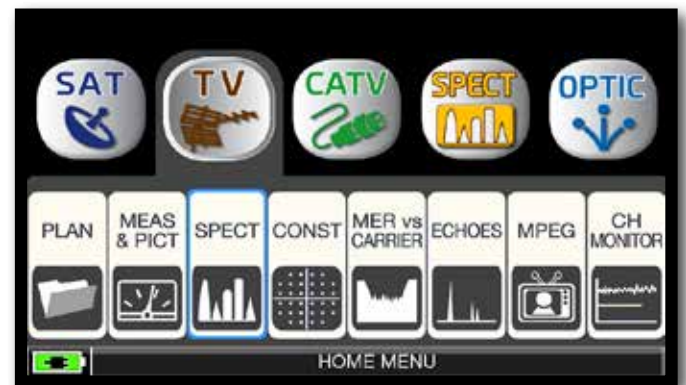 SAT
TV
CATV
SPECT
OPTIC
PLAN
MEAS
& PICT
SPECT
CONST
MER vs
CARRIER
ECHOES
MPEG
CH
MONITOR
HOME MENU